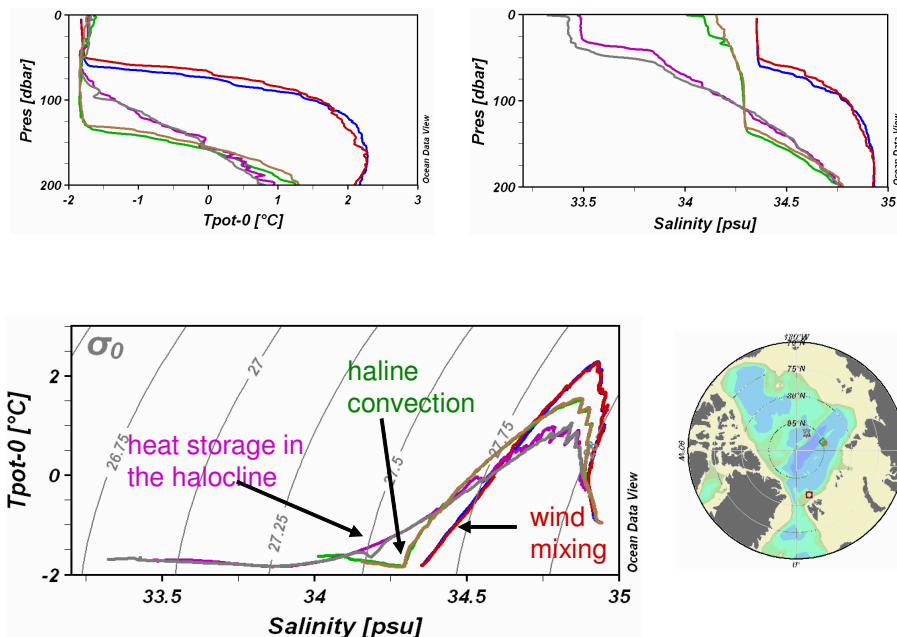 0
100
200
Pres [dbar]
-2 -1 0 1 2 3
Tpot-0 [°C]
Ocean Data View
0
100
200
Pres [dbar]
33.5 34 34.5 35
Salinity [psu]
Ocean Data View
σ0
27
26.75
27.25
27.5
27.75
haline
convection
heat storage in
the halocline
wind
mixing
2
0
-2
Tpot-0 [°C]
33.5 34 34.5 35
Salinity [psu]
Ocean Data View
75°N
80°N
85°N
0°